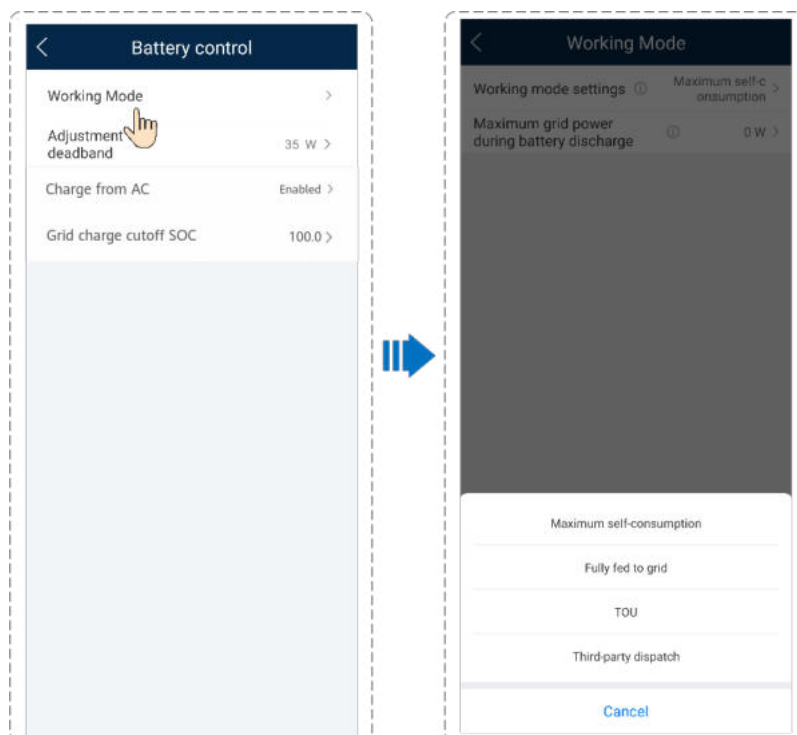 Battery control
Working Mode
Adjustment
deadband
35 W
Charge from AC
Enabled
Grid charge cutoff SOC
100.0
Working Mode
Working mode settings
Maximum self-c
onsumption
Maximum grid power
during battery discharge
0 W
Maximum self-consumption
Fully fed to grid
TOU
Third-party dispatch
Cancel